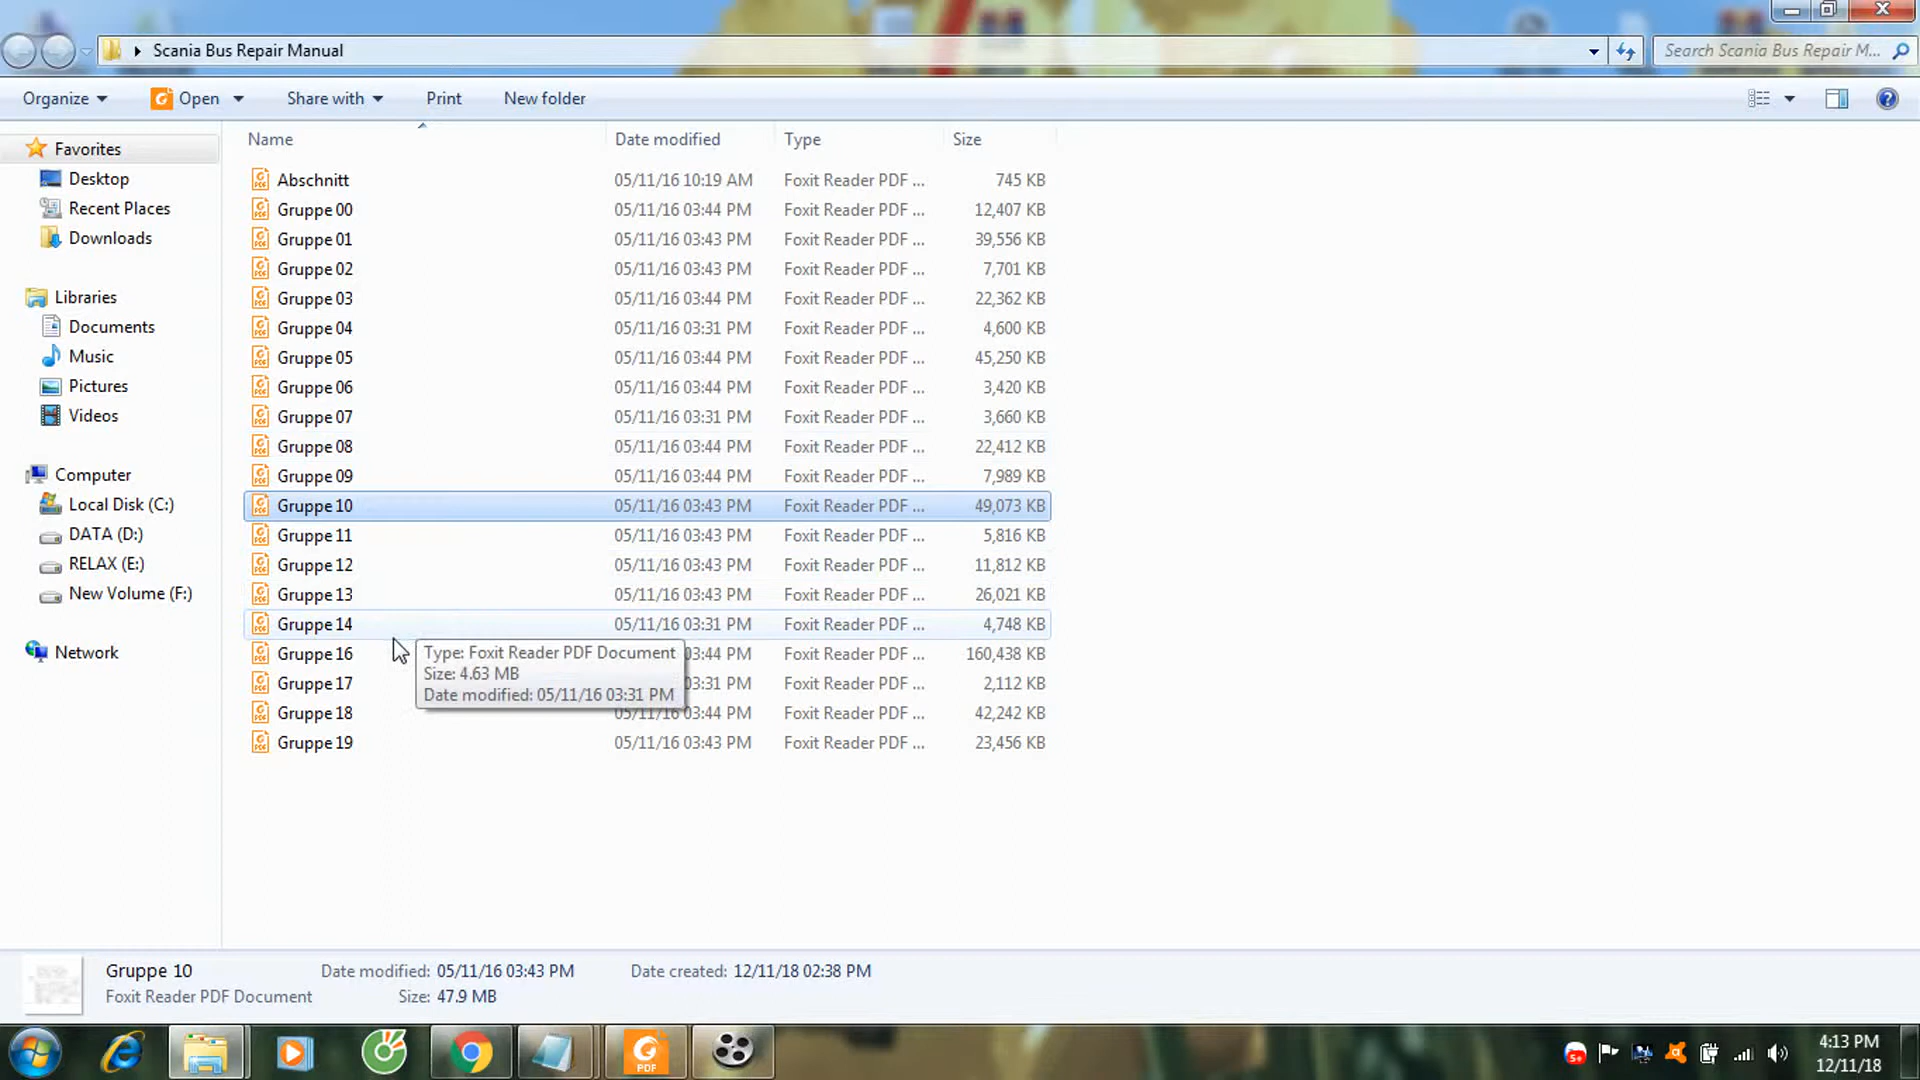 Scania Bus Repair Manual
Search Scania Bus Repair M...
Organize Open Share with Print New folder
Name Date modified Type Size
Favorites
Desktop
Recent Places
Downloads
Libraries
Documents
Music
Pictures
Videos
Computer
Local Disk (C:)
DATA (D:)
RELAX (E:)
New Volume (F:)
Network
Abschnitt 05/11/16 10:19 AM Foxit Reader PDF ... 745 KB
Gruppe 00 05/11/16 03:44 PM Foxit Reader PDF ... 12,407 KB
Gruppe 01 05/11/16 03:43 PM Foxit Reader PDF ... 39,556 KB
Gruppe 02 05/11/16 03:43 PM Foxit Reader PDF ... 7,701 KB
Gruppe 03 05/11/16 03:44 PM Foxit Reader PDF ... 22,362 KB
Gruppe 04 05/11/16 03:31 PM Foxit Reader PDF ... 4,600 KB
Gruppe 05 05/11/16 03:44 PM Foxit Reader PDF ... 45,250 KB
Gruppe 06 05/11/16 03:44 PM Foxit Reader PDF ... 3,420 KB
Gruppe 07 05/11/16 03:31 PM Foxit Reader PDF ... 3,660 KB
Gruppe 08 05/11/16 03:44 PM Foxit Reader PDF ... 22,412 KB
Gruppe 09 05/11/16 03:44 PM Foxit Reader PDF ... 7,989 KB
Gruppe 10 05/11/16 03:43 PM Foxit Reader PDF ... 49,073 KB
Gruppe 11 05/11/16 03:43 PM Foxit Reader PDF ... 5,816 KB
Gruppe 12 05/11/16 03:43 PM Foxit Reader PDF ... 11,812 KB
Gruppe 13 05/11/16 03:43 PM Foxit Reader PDF ... 26,021 KB
Gruppe 14 05/11/16 03:31 PM Foxit Reader PDF ... 4,748 KB
Gruppe 16 03:44 PM Foxit Reader PDF ... 160,438 KB
Gruppe 17 03:31 PM Foxit Reader PDF ... 2,112 KB
Gruppe 18 05/11/16 03:44 PM Foxit Reader PDF ... 42,242 KB
Gruppe 19 05/11/16 03:43 PM Foxit Reader PDF ... 23,456 KB
Type: Foxit Reader PDF Document
Size: 4.63 MB
Date modified: 05/11/16 03:31 PM
Gruppe 10 Date modified: 05/11/16 03:43 PM Date created: 12/11/18 02:38 PM
Foxit Reader PDF Document Size: 47.9 MB
PDF
4:13 PM
12/11/18